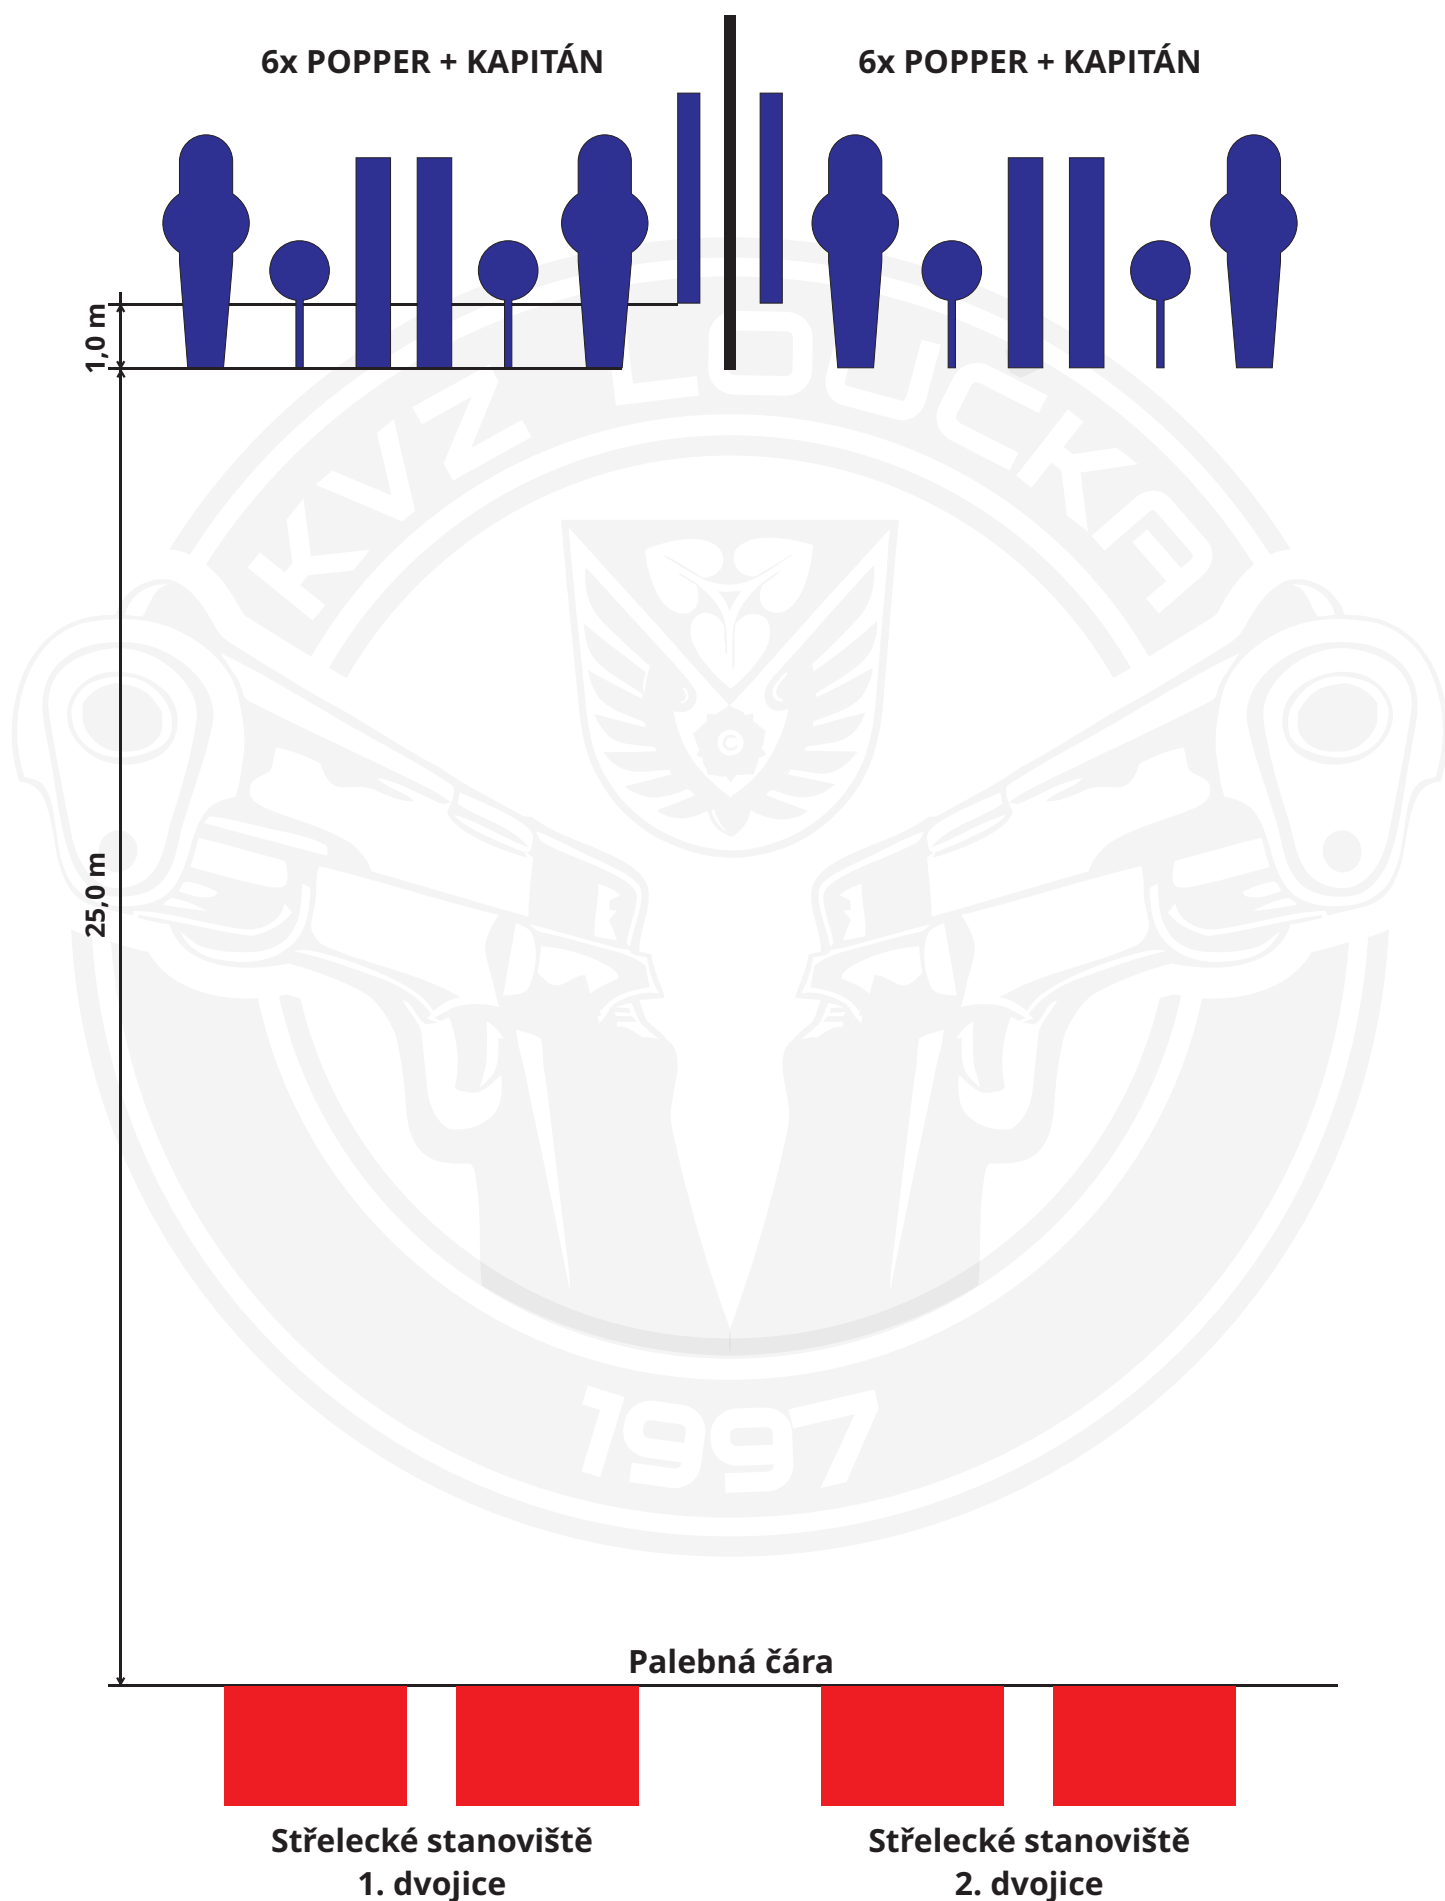 6x POPPER + KAPITÁN
6x POPPER + KAPITÁN
1,0 m
KVZ LOUČKA
25,0 m
1997
Palebná čára
Střelecké stanoviště
1. dvojice
Střelecké stanoviště
2. dvojice